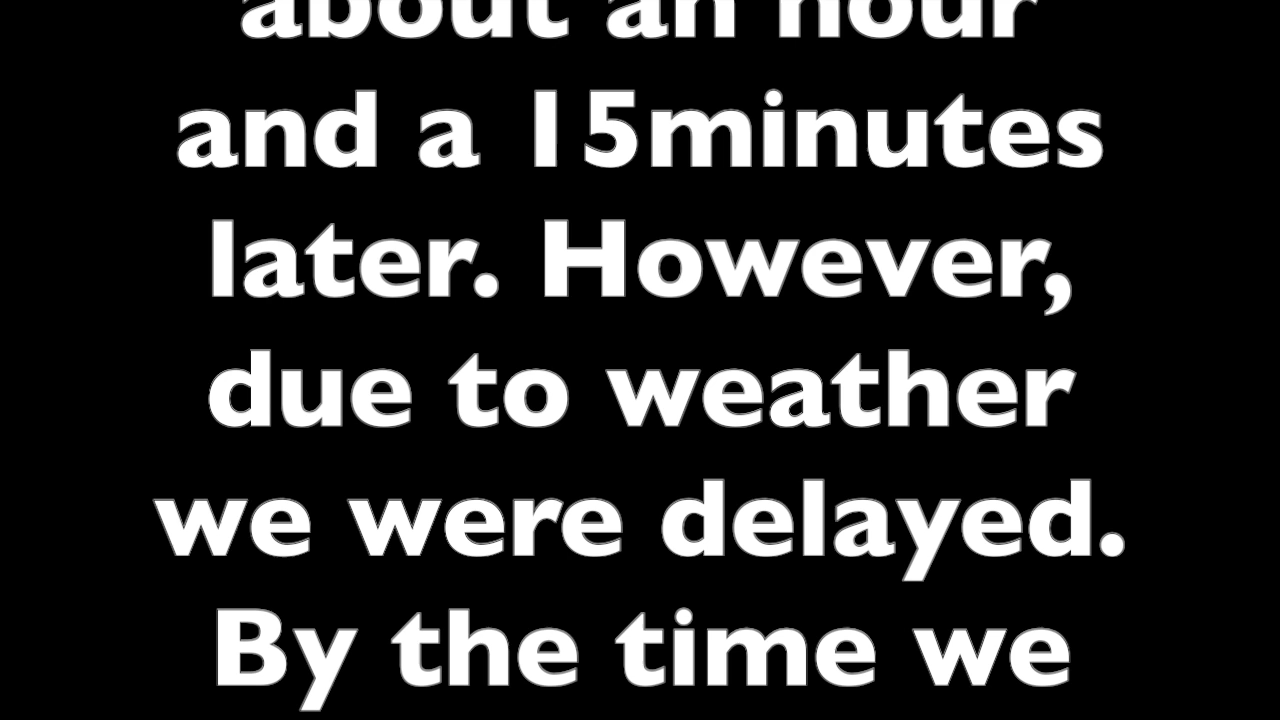 about an hour
and a 15minutes
later. However,
due to weather
we were delayed.
By the time we